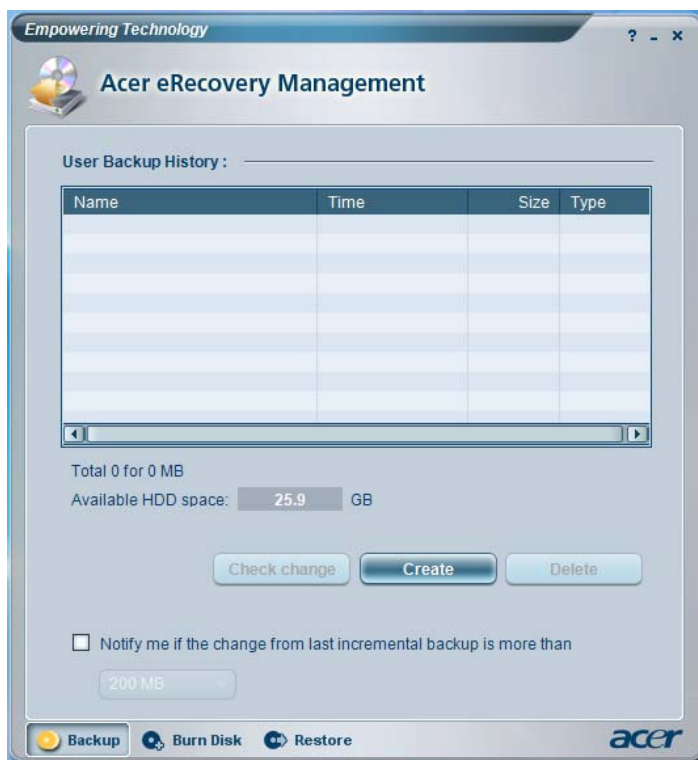 Empowering Technology
? - x
Acer eRecovery Management
User Backup History :
Name Time Size Type
Total 0 for 0 MB
Available HDD space: 25.9 GB
Check change Create Delete
Notify me if the change from last incremental backup is more than
200 MB
Backup Burn Disk Restore acer